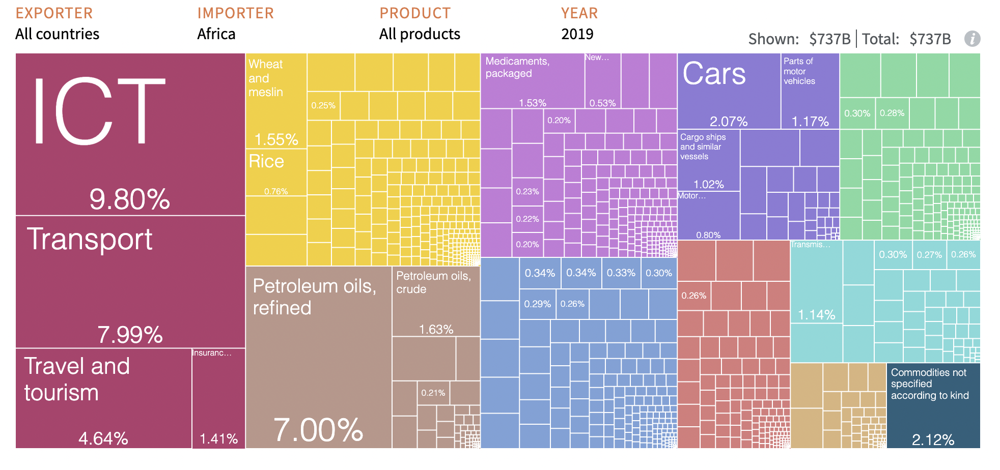 EXPORTER
All countries
IMPORTER
Africa
PRODUCT
All products
YEAR
2019
Shown: $737B | Total: $737B
i
ICT
9.80%
Transport
7.99%
Travel and
tourism
4.64%
Insuranc...
1.41%
Wheat
and
meslin
1.55%
Rice
0.76%
0.25%
Petroleum oils,
refined
7.00%
Petroleum oils,
crude
1.63%
0.21%
Medicaments,
packaged
1.53%
New...
0.53%
0.20%
0.23%
0.22%
0.20%
0.34%
0.34%
0.33%
0.30%
0.29%
0.26%
Cars
2.07%
Parts of
motor
vehicles
1.17%
Cargo ships
and similar
vessels
1.02%
Motor...
0.80%
0.30%
0.28%
0.26%
Transmis...
1.14%
0.30%
0.27%
0.26%
Commodities not
specified
according to kind
2.12%